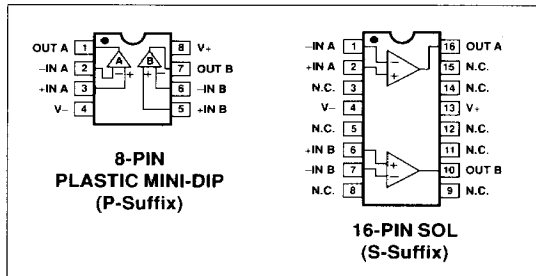 OUT A 1 8 V+
–IN A 2 7 OUT B
+IN A 3 6 –IN B
V– 4 5 +IN B
A B
– + – +
8-PIN
PLASTIC MINI-DIP
(P-Suffix)
–IN A 1 16 OUT A
+IN A 2 15 N.C.
N.C. 3 14 N.C.
V– 4 13 V+
N.C. 5 12 N.C.
+IN B 6 11 N.C.
–IN B 7 10 OUT B
N.C. 8 9 N.C.
–
+
+
–
16-PIN SOL
(S-Suffix)